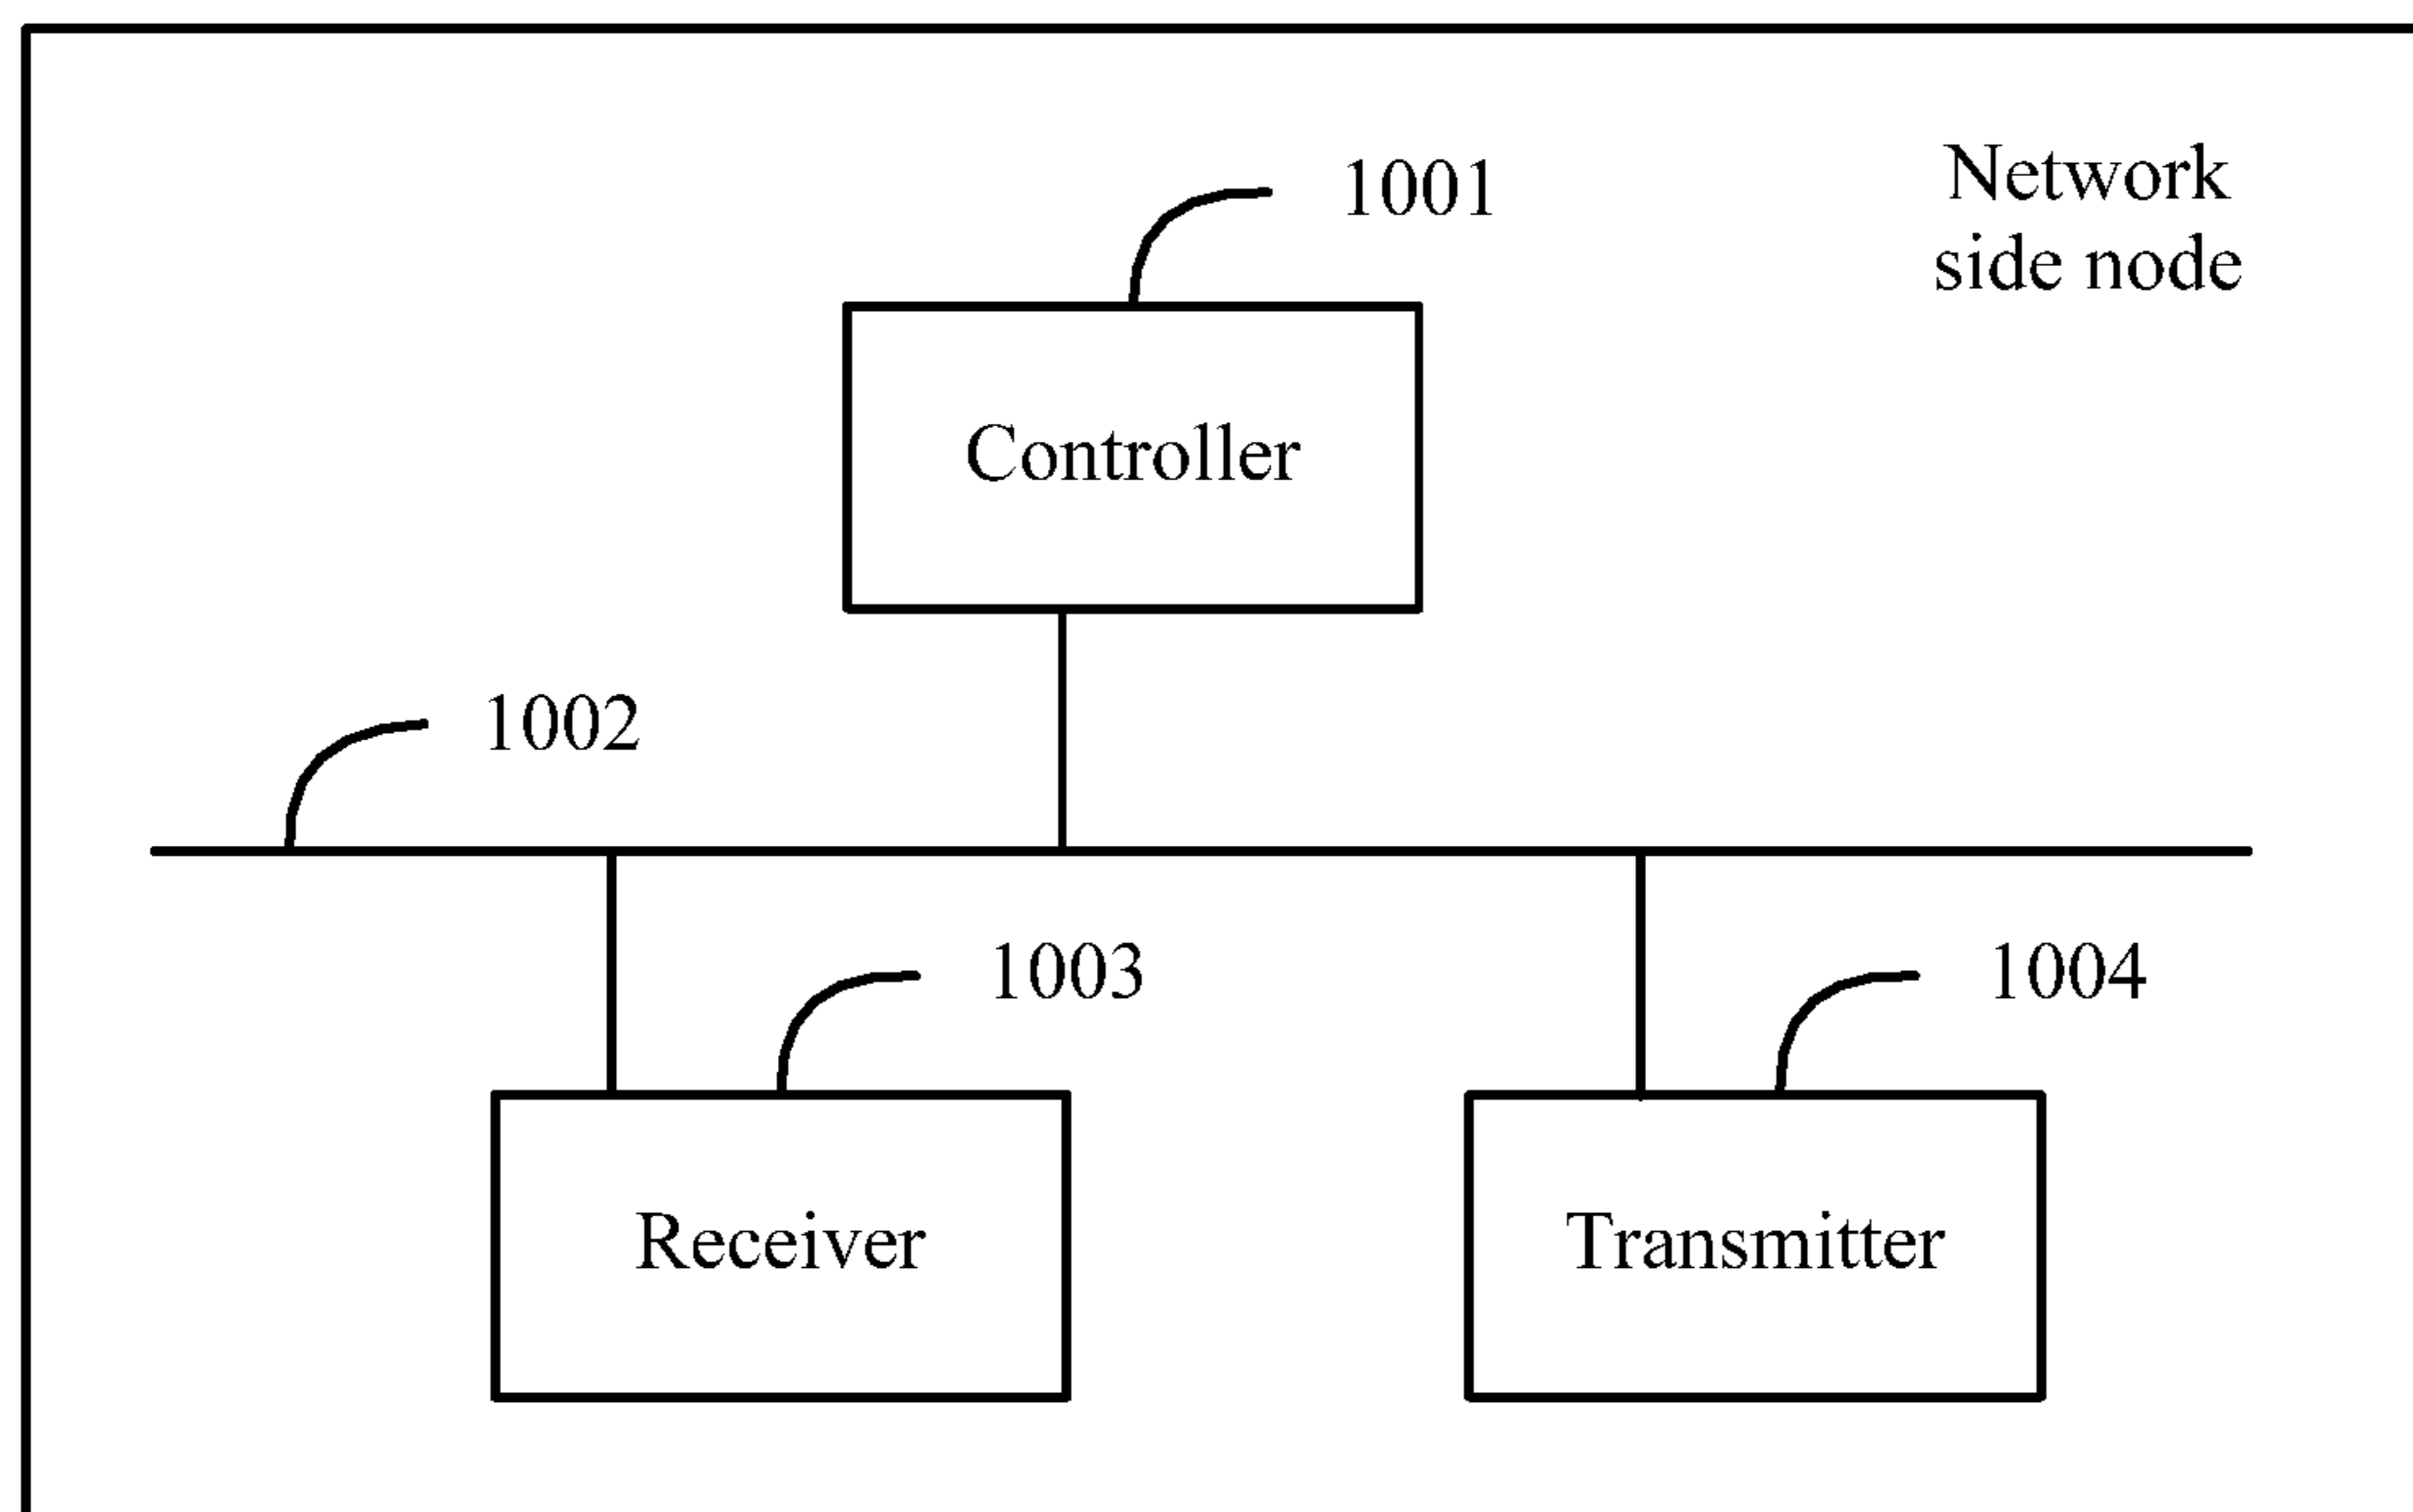 1001
Network
side node
Controller
1002
1003
1004
Receiver
Transmitter